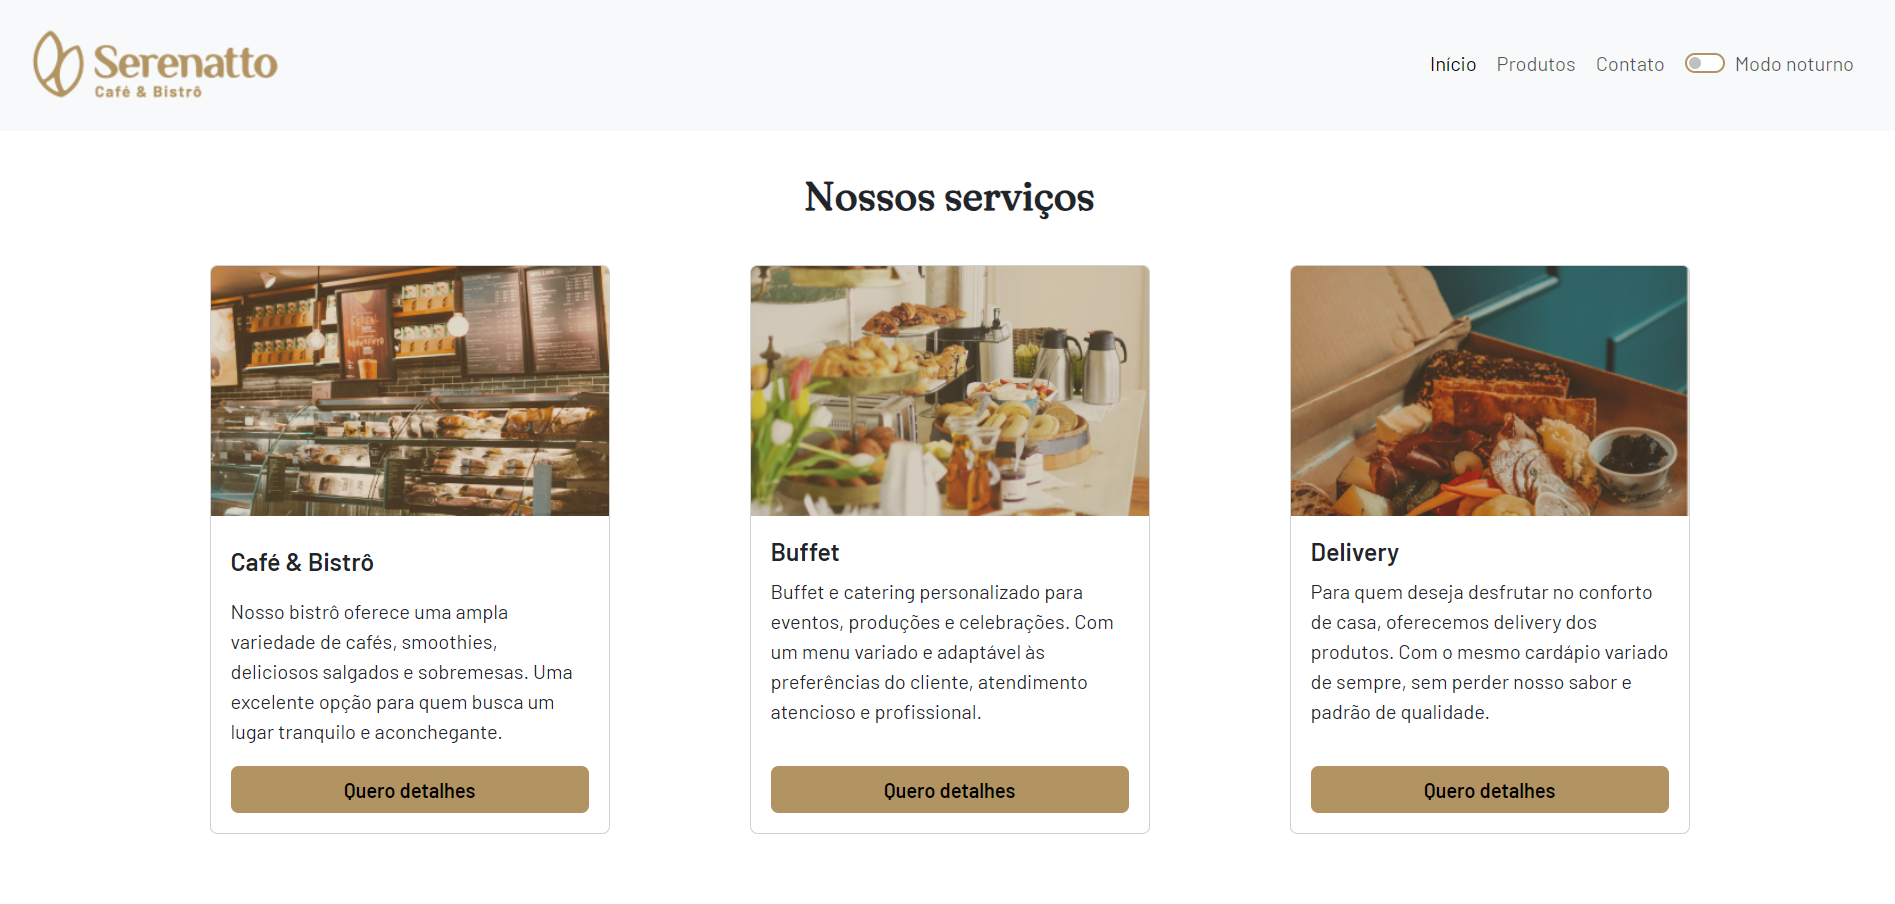 Serenatto
Café & Bistrô
Início Produtos Contato Modo noturno
Nossos serviços
Café & Bistrô
Nosso bistrô oferece uma ampla
variedade de cafés, smoothies,
deliciosos salgados e sobremesas. Uma
excelente opção para quem busca um
lugar tranquilo e aconchegante.
Quero detalhes
Buffet
Buffet e catering personalizado para
eventos, produções e celebrações. Com
um menu variado e adaptável às
preferências do cliente, atendimento
atencioso e profissional.
Quero detalhes
Delivery
Para quem deseja desfrutar no conforto
de casa, oferecemos delivery dos
produtos. Com o mesmo cardápio variado
de sempre, sem perder nosso sabor e
padrão de qualidade.
Quero detalhes